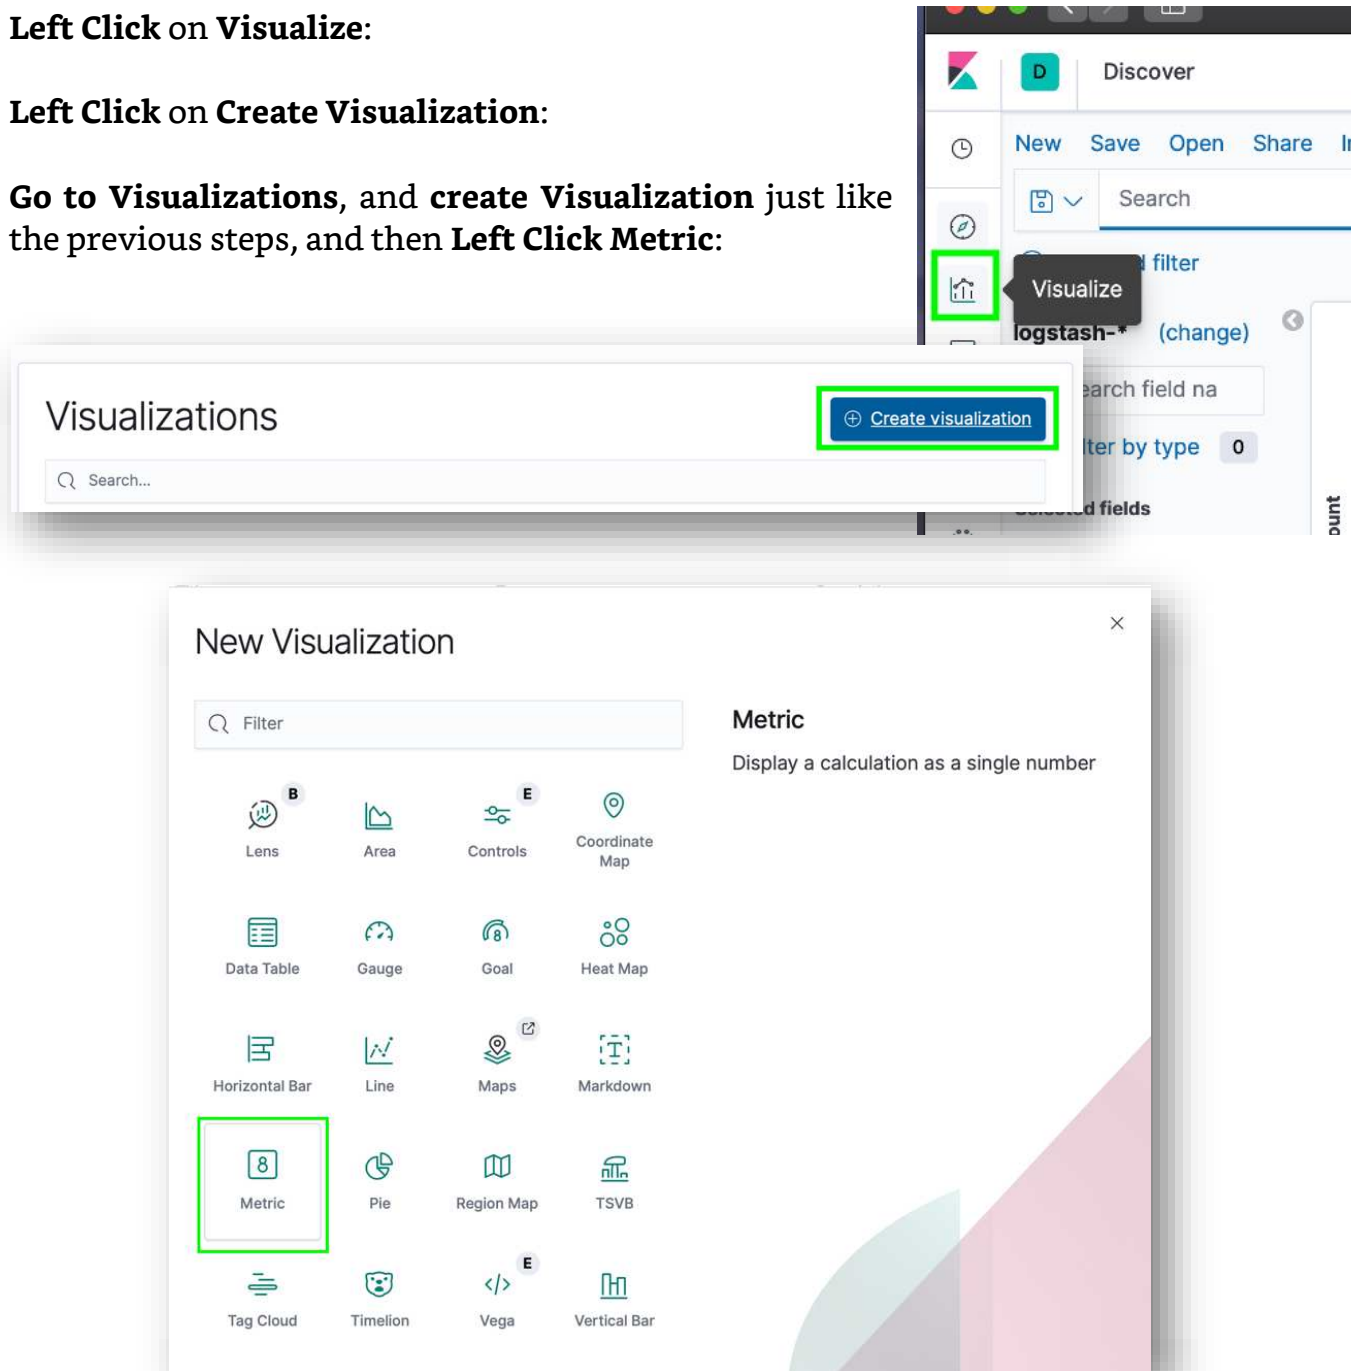 Left Click on Visualize:
Left Click on Create Visualization:
Go to Visualizations, and create Visualization just like
the previous steps, and then Left Click Metric:
D
Discover
New Save Open Share
Search
filter
Visualize
logstash-* (change)
earch field na
ter by type 0
d fields
ount
Visualizations
Create visualization
Search...
New Visualization
Filter
Metric
Display a calculation as a single number
B
E
Lens
Area
Controls
Coordinate
Map
Data Table
Gauge
8
Goal
Heat Map
Horizontal Bar
Line
Maps
T
Markdown
8
Metric
Pie
Region Map
TSVB
E
Tag Cloud
Timelion
</>
Vega
Vertical Bar